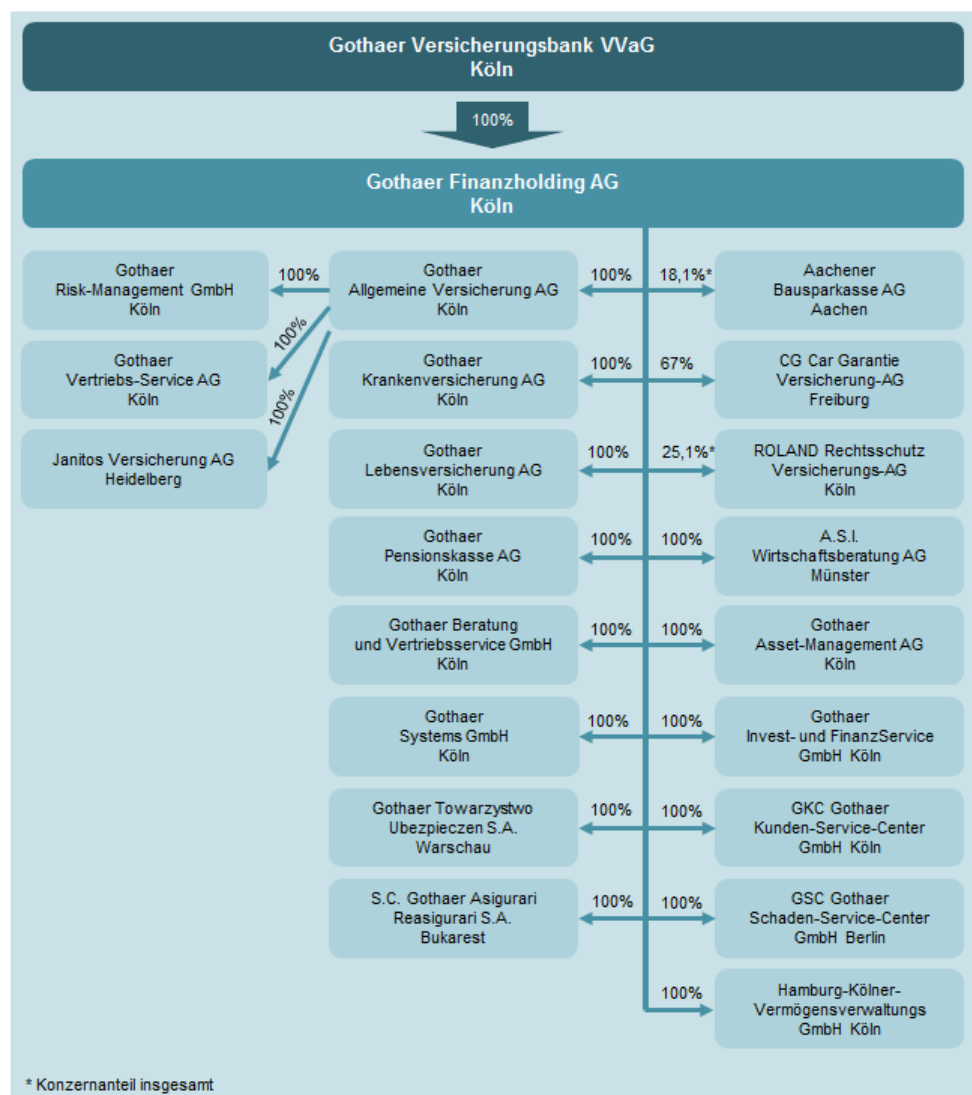 Gothaer Versicherungsbank VVaG
Köln
100%
Gothaer Finanzholding AG
Köln
Gothaer
Risk-Management GmbH
Köln
100%
Gothaer
Allgemeine Versicherung AG
Köln
100%
18,1%*
Aachener
Bausparkasse AG
Aachen
100%
Gothaer
Vertriebs-Service AG
Köln
Gothaer
Krankenversicherung AG
Köln
100%
67%
CG Car Garantie
Versicherung-AG
Freiburg
100%
Janitos Versicherung AG
Heidelberg
Gothaer
Lebensversicherung AG
Köln
100%
25,1%*
ROLAND Rechtsschutz
Versicherungs-AG
Köln
Gothaer
Pensionskasse AG
Köln
100%
100%
A.S.I.
Wirtschaftsberatung AG
Münster
Gothaer Beratung
und Vertriebsservice GmbH
Köln
100%
100%
Gothaer
Asset-Management AG
Köln
Gothaer
Systems GmbH
Köln
100%
100%
Gothaer
Invest- und FinanzService
GmbH Köln
Gothaer Towarzystwo
Ubezpieczen S.A.
Warschau
100%
100%
GKC Gothaer
Kunden-Service-Center
GmbH Köln
S.C. Gothaer Asigurari
Reasigurari S.A.
Bukarest
100%
100%
GSC Gothaer
Schaden-Service-Center
GmbH Berlin
100%
Hamburg-Kölner-
Vermögensverwaltungs
GmbH Köln
* Konzernanteil insgesamt